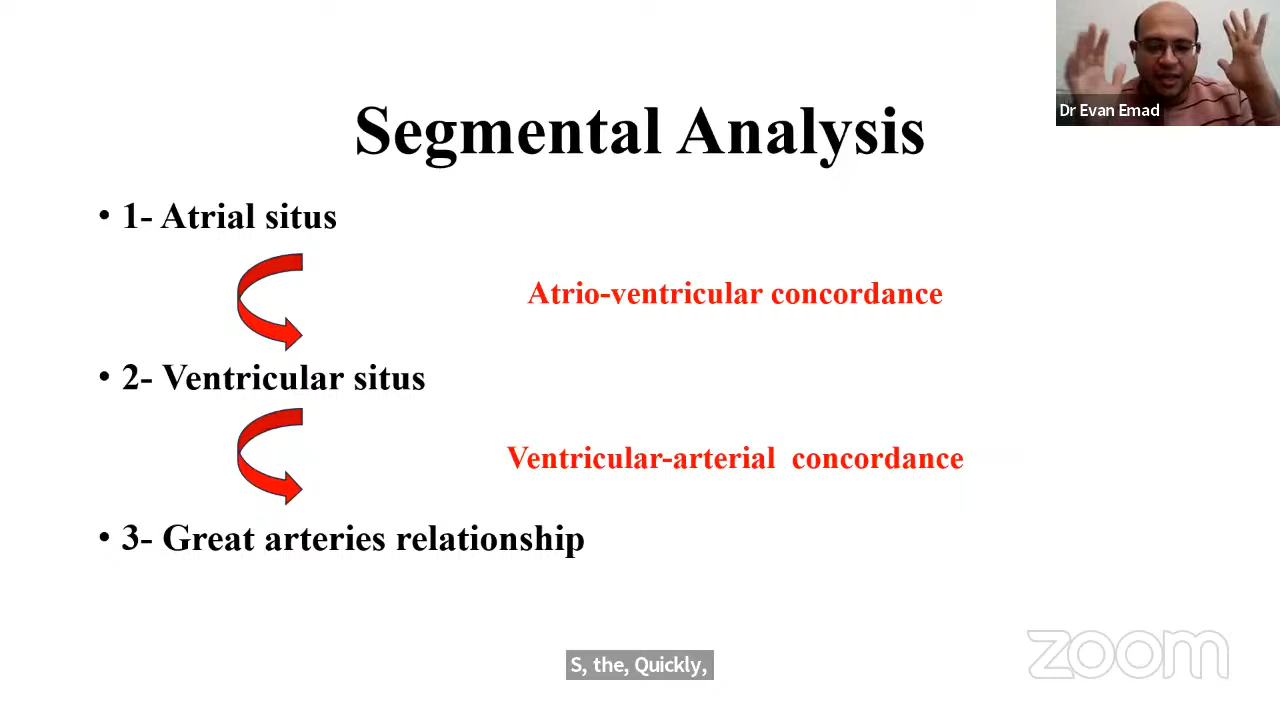 Dr Evan Emad
Segmental Analysis
• 1- Atrial situs
Atrio-ventricular concordance
• 2- Ventricular situs
Ventricular-arterial concordance
• 3- Great arteries relationship
zoom
S, the, Quickly,